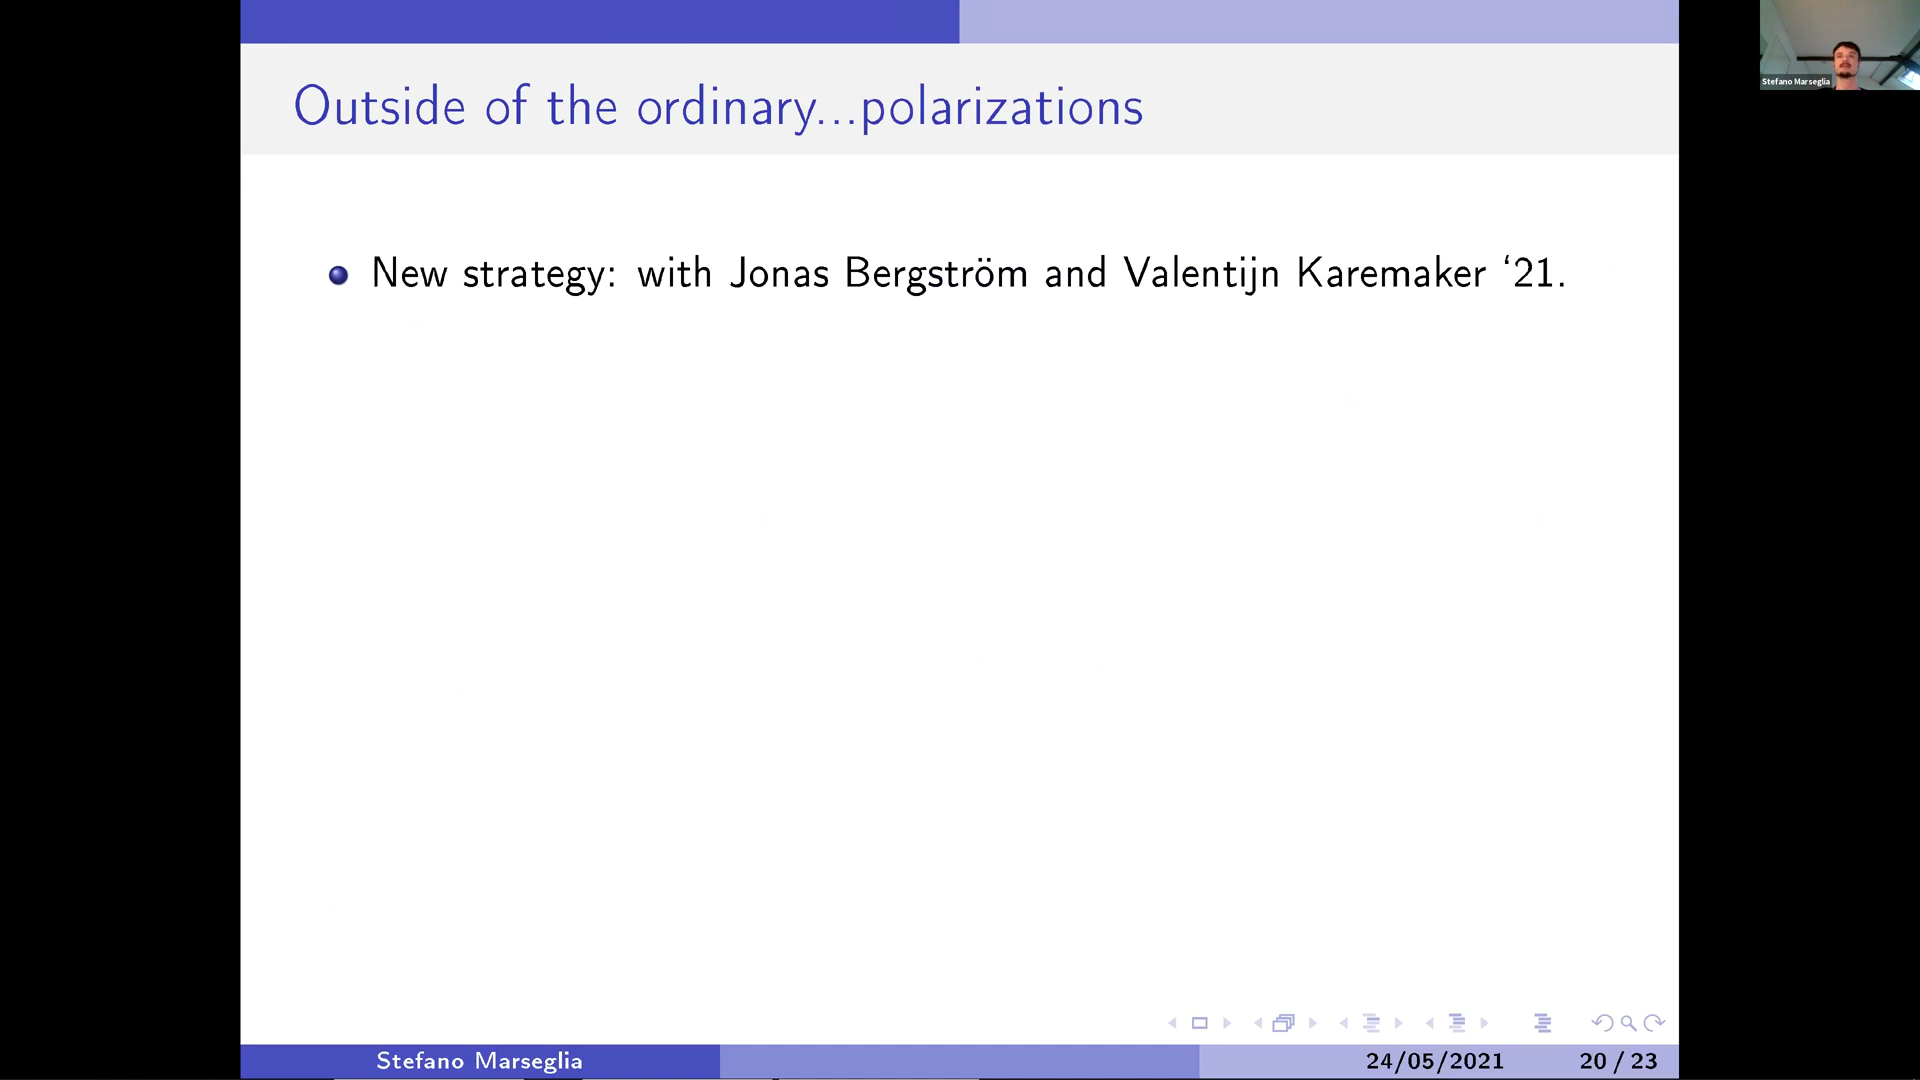 Outside of the ordinary...polarizations
Stefano Marseglia
New strategy: with Jonas Bergström and Valentijn Karemaker ‘21.
Stefano Marseglia
24/05/2021
20 / 23